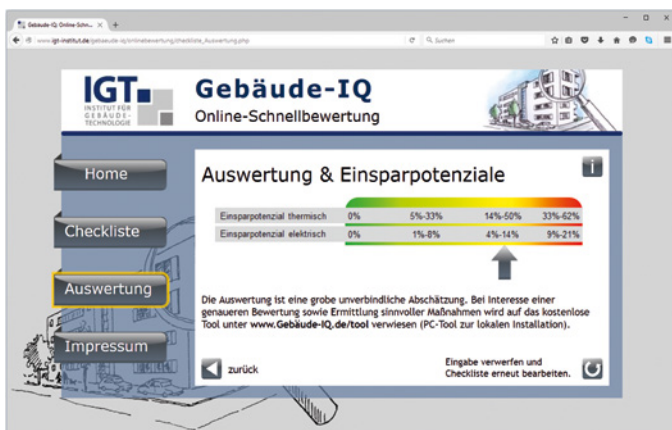 Gebäude-IQ: Online-Schn...
www.igt-institut.de/gebaeude-iq/onlinebewertung/checkliste_Auswertung.php
Suchen
IGT
INSTITUT FÜR
GEBÄUDE-
TECHNOLOGIE
Gebäude-IQ
Online-Schnellbewertung
Home
Checkliste
Auswertung
Impressum
Auswertung & Einsparpotenziale
i
Einsparpotenzial thermisch 0% 5%-33% 14%-50% 33%-62%
Einsparpotenzial elektrisch 0% 1%-8% 4%-14% 9%-21%
Die Auswertung ist eine grobe unverbindliche Abschätzung. Bei Interesse einer
genaueren Bewertung sowie Ermittlung sinnvoller Maßnahmen wird auf das kostenlose
Tool unter www.Gebäude-IQ.de/tool verwiesen (PC-Tool zur lokalen Installation).
zurück
Eingabe verwerfen und
Checkliste erneut bearbeiten.